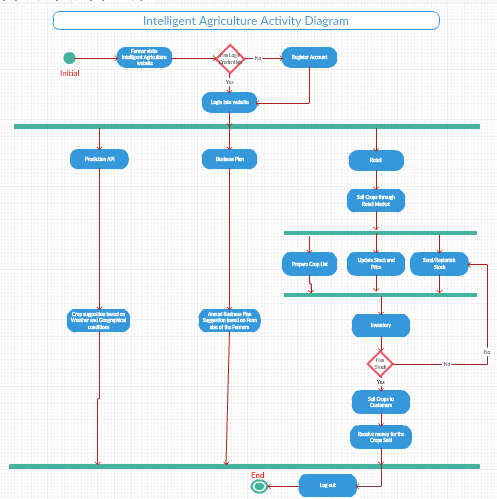 Intelligent Agriculture Activity Diagram
Initial
Farmer visits
Intelligent Agriculture
website
Has Login
Credentials
No
Register Account
Yes
Login into website
Prediction API
Business Plan
Retail
Sell Crops through
Retail Market
Prepare Crop List
Update Stock and
Price
Send/Replenish
Stock
Crop suggestion based on
Weather and Geographical
conditions
Annual Business Plan
Suggestion based on Farm
size of the Farmers
Inventory
Has
Stock
No
No
Yes
Sell Crops to
Customers
Receive money for the
Crops Sold
End
Log out